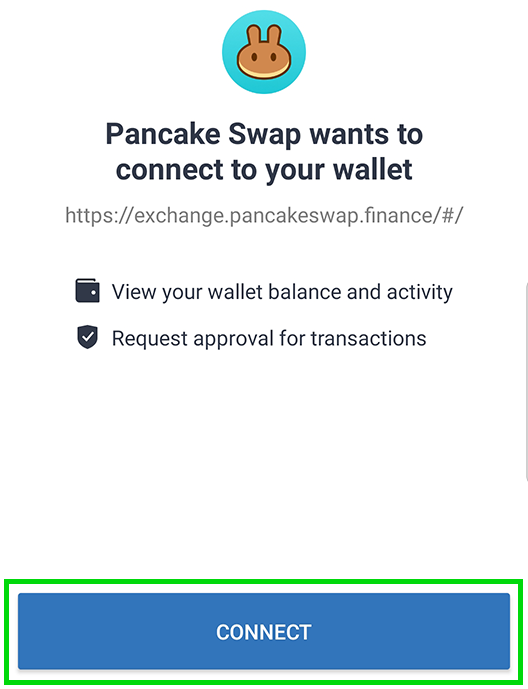 Pancake Swap wants to
connect to your wallet
https://exchange.pancakeswap.finance/#/
View your wallet balance and activity
Request approval for transactions
CONNECT